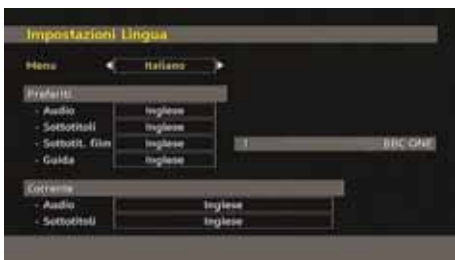 Impostazioni Lingua
Menu Italiano
Preferiti
- Audio Inglese
- Sottotitoli Inglese
- Sottotit. film Inglese
- Guida Inglese
1 BBC ONE
Corrente
- Audio Inglese
- Sottotitoli Inglese